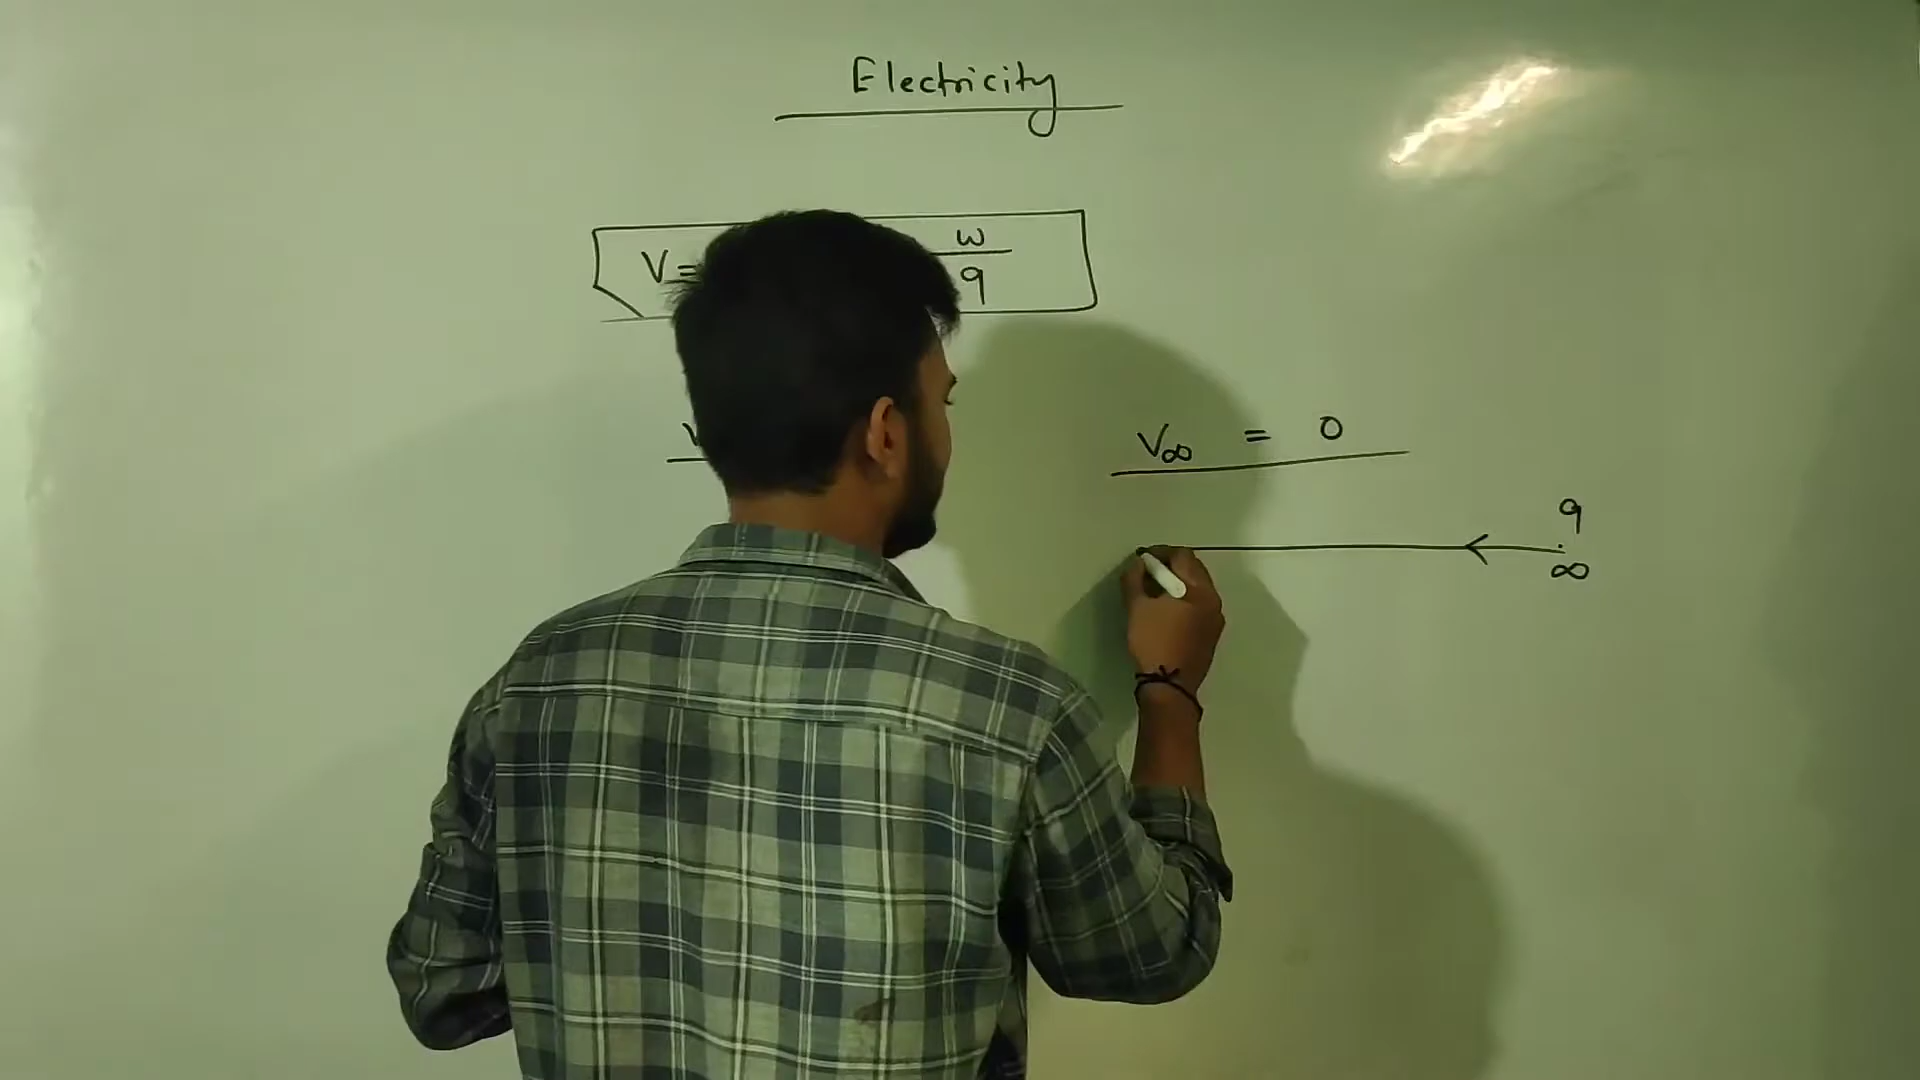 Electricity
V =
w
q
V
V∞ = 0
q
∞